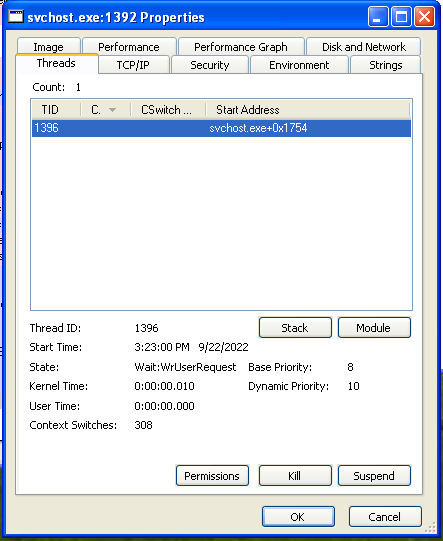 svchost.exe:1392 Properties
Image Performance Performance Graph Disk and Network
Threads TCP/IP Security Environment Strings
Count: 1
TID C. CSwitch ... Start Address
1396 svchost.exe+0x1754
Thread ID: 1396 Stack Module
Start Time: 3:23:00 PM 9/22/2022
State: Wait:WrUserRequest Base Priority: 8
Kernel Time: 0:00:00.010 Dynamic Priority: 10
User Time: 0:00:00.000
Context Switches: 308
Permissions Kill Suspend
OK Cancel